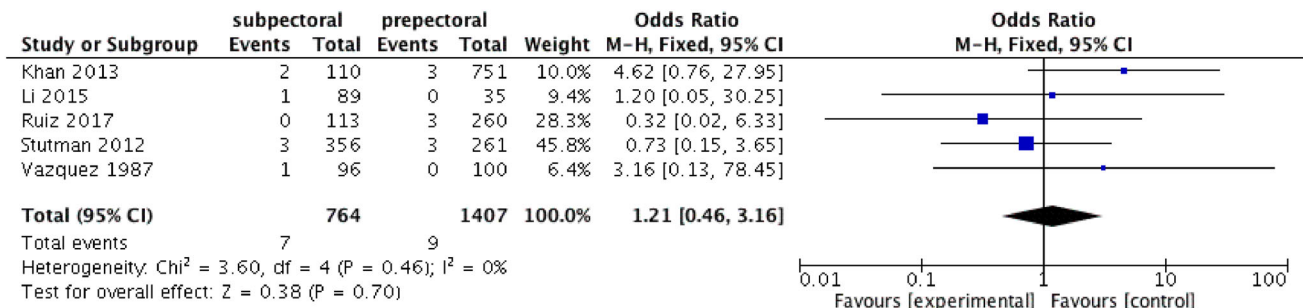 subpectoral prepectoral Odds Ratio Odds Ratio
Study or Subgroup Events Total Events Total Weight M-H, Fixed, 95% CI M-H, Fixed, 95% CI
Khan 2013 2 110 3 751 10.0% 4.62 [0.76, 27.95]
Li 2015 1 89 0 35 9.4% 1.20 [0.05, 30.25]
Ruiz 2017 0 113 3 260 28.3% 0.32 [0.02, 6.33]
Stutman 2012 3 356 3 261 45.8% 0.73 [0.15, 3.65]
Vazquez 1987 1 96 0 100 6.4% 3.16 [0.13, 78.45]
Total (95% CI) 764 1407 100.0% 1.21 [0.46, 3.16]
Total events 7 9
Heterogeneity: Chi² = 3.60, df = 4 (P = 0.46); I² = 0%
Test for overall effect: Z = 0.38 (P = 0.70)
0.01 0.1 1 10 100
Favours [experimental] Favours [control]